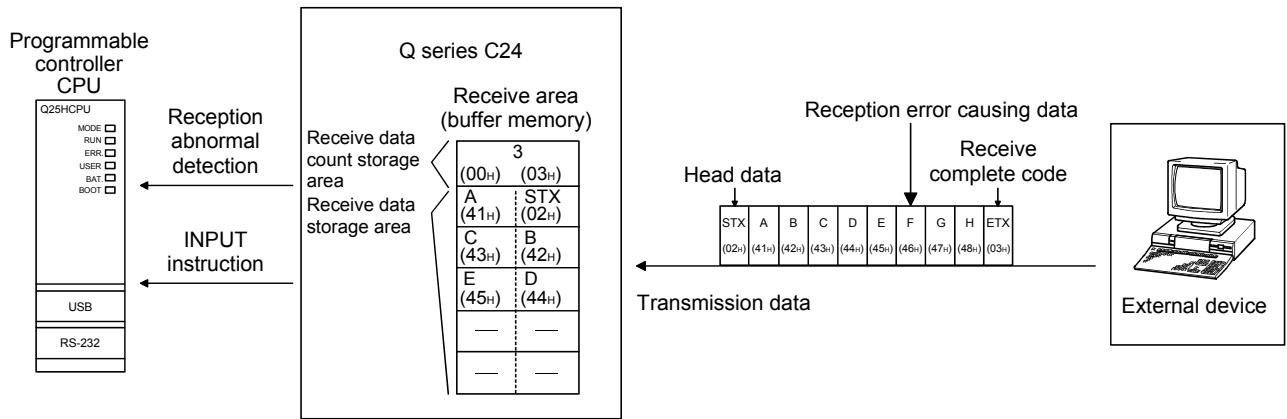 Programmable
controller
CPU
Q25HCPU
MODE
RUN
ERR.
USER
BAT.
BOOT
USB
RS-232
Reception
abnormal
detection
INPUT
instruction
Q series C24
Receive area
(buffer memory)
Receive data
count storage
area
Receive data
storage area
3
(00H) (03H)
A STX
(41H) (02H)
C B
(43H) (42H)
E D
(45H) (44H)
— —
— —
Reception error causing data
Head data
Receive
complete code
STX A B C D E F G H ETX
(02H) (41H) (42H) (43H) (44H) (45H) (46H) (47H) (48H) (03H)
Transmission data
External device